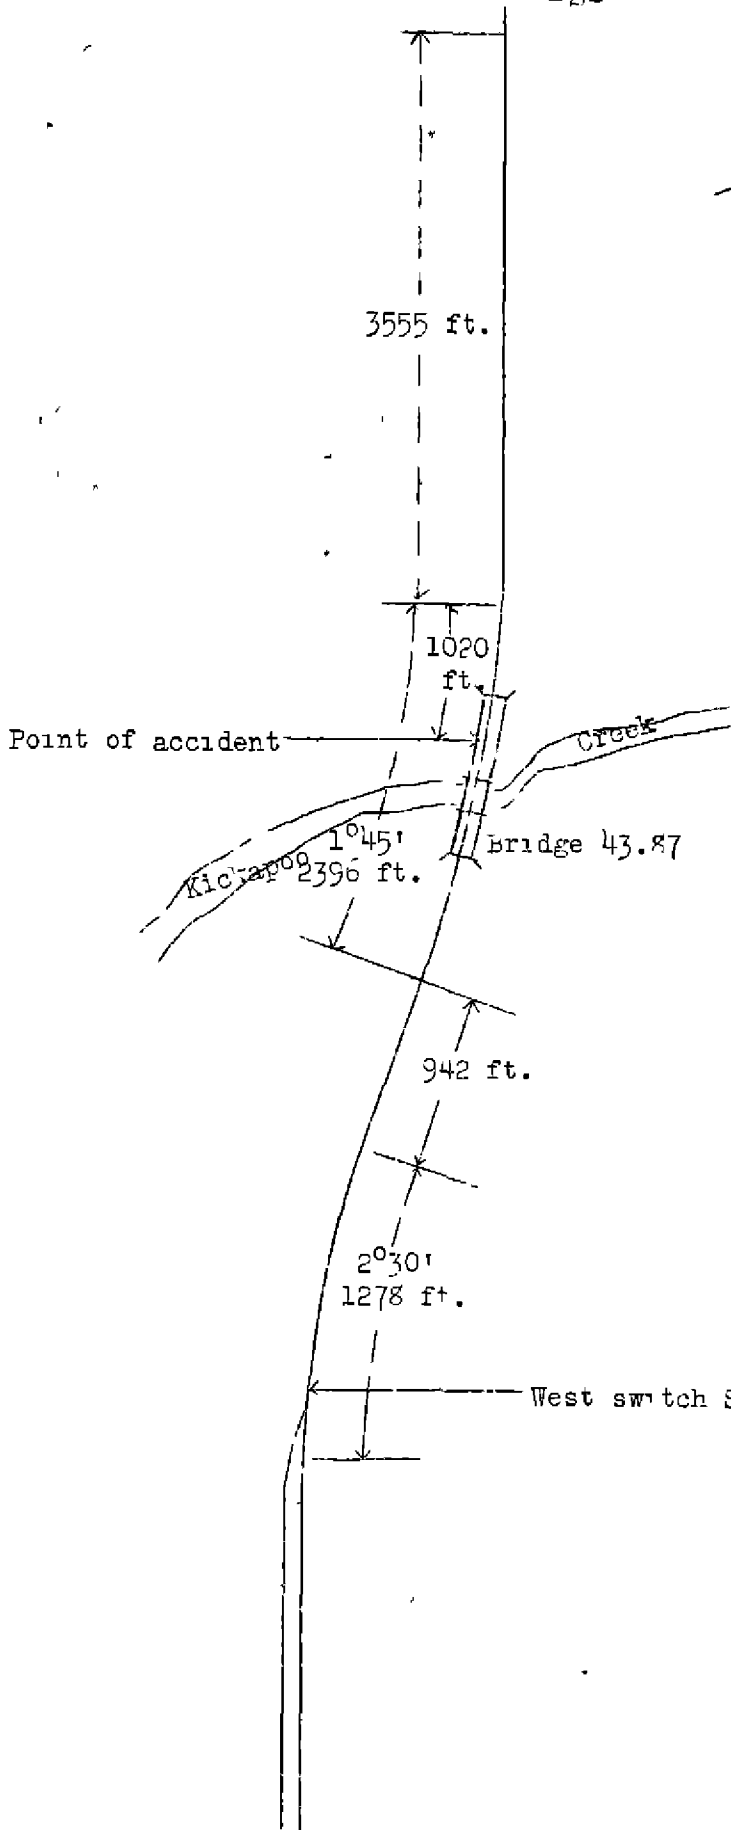 3555 ft.
1020
ft.
Point of accident
Creek
Kickapoo
1°45'
2396 ft.
Bridge 43.87
942 ft.
2°30'
1278 ft.
West switch